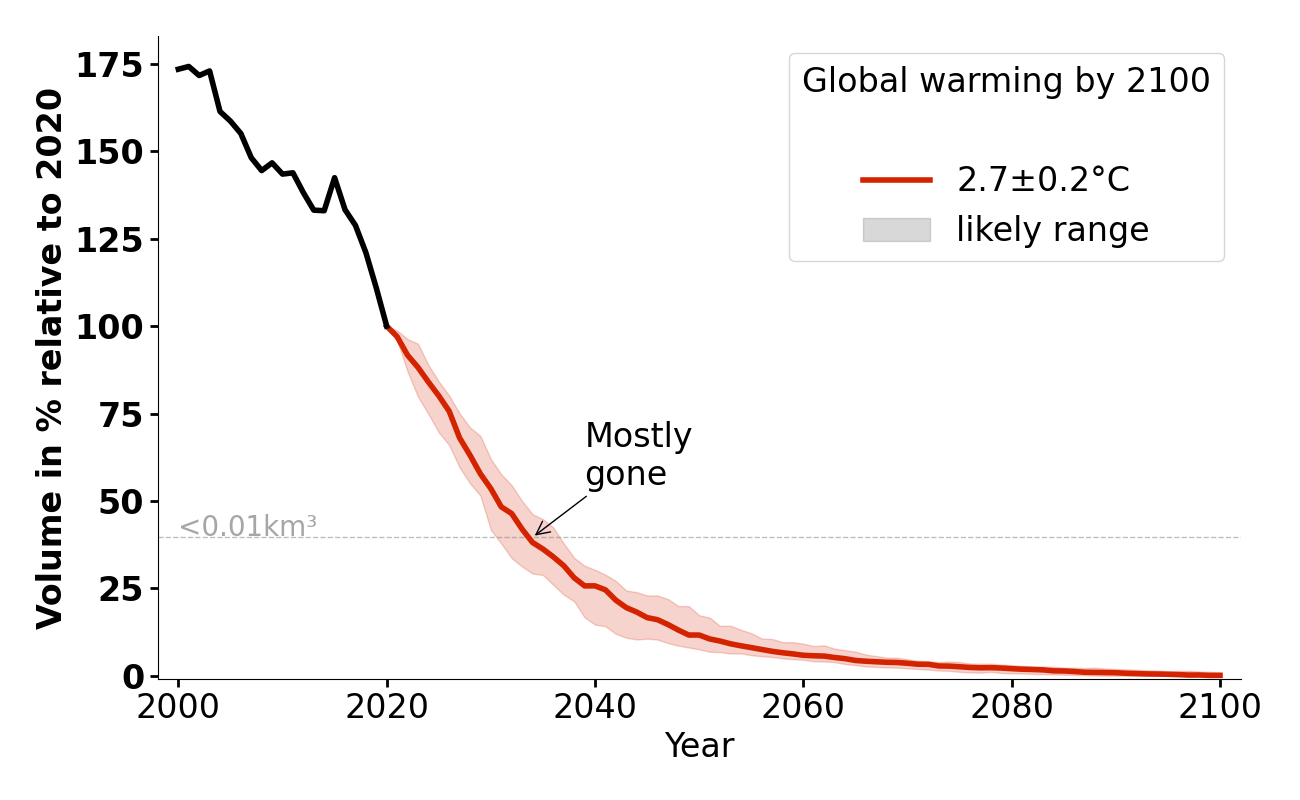 Volume in % relative to 2020
175
150
125
100
75
50
25
0
<0.01km³
Mostly
gone
Global warming by 2100
2.7±0.2°C
likely range
2000
2020
2040
2060
2080
2100
Year